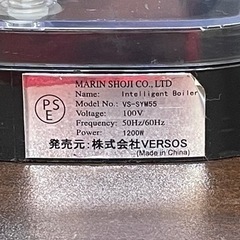 MARIN SHOJI CO., LTD
PSE
Name: Intelligent Boiler
Model No.: VS-SYM55
Voltage: 100V
Frequency: 50Hz/60Hz
Power: 1200W
発売元：株式会社VERSOS
(Made in China)